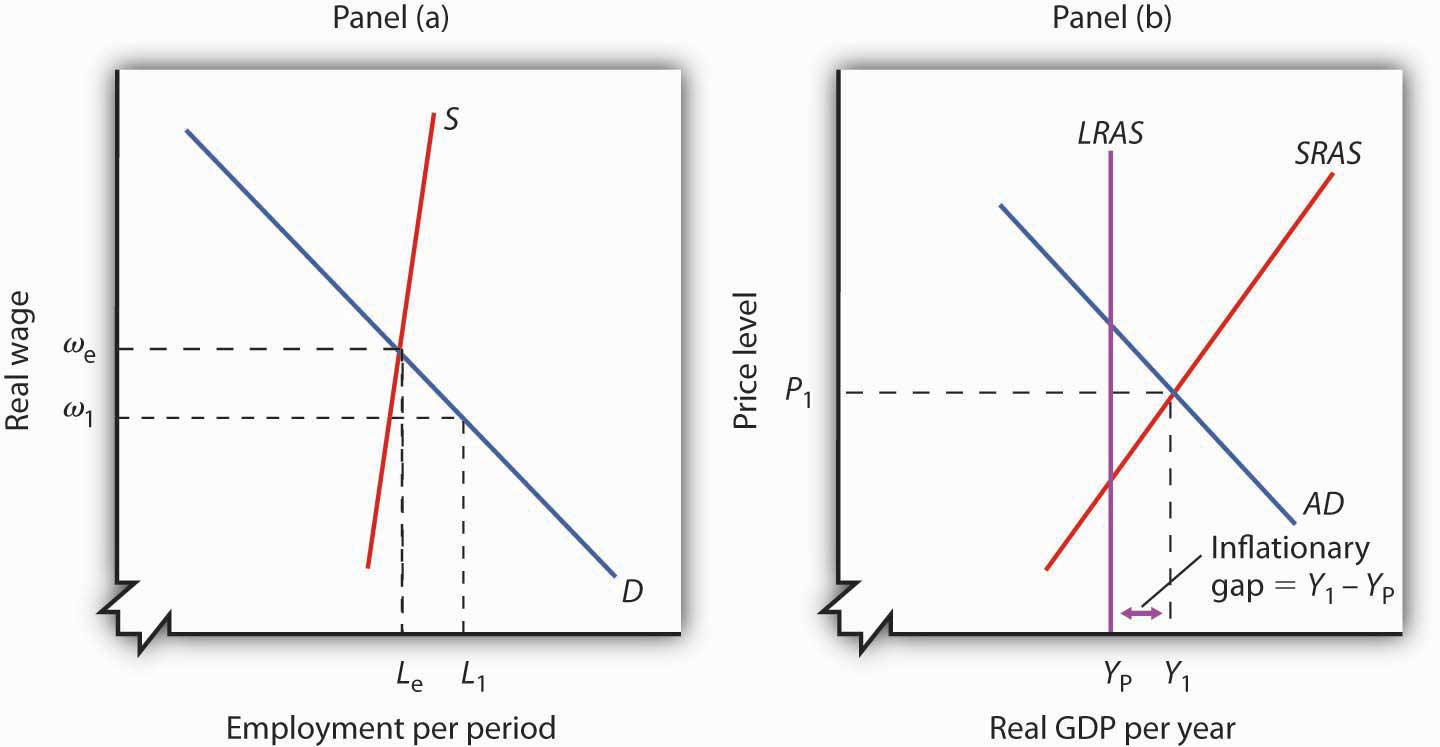 Panel (a)
S
D
Real wage
ωe
ω1
Le L1
Employment per period
Panel (b)
LRAS
SRAS
AD
Price level
P1
Inflationary
gap = Y1 – YP
YP Y1
Real GDP per year